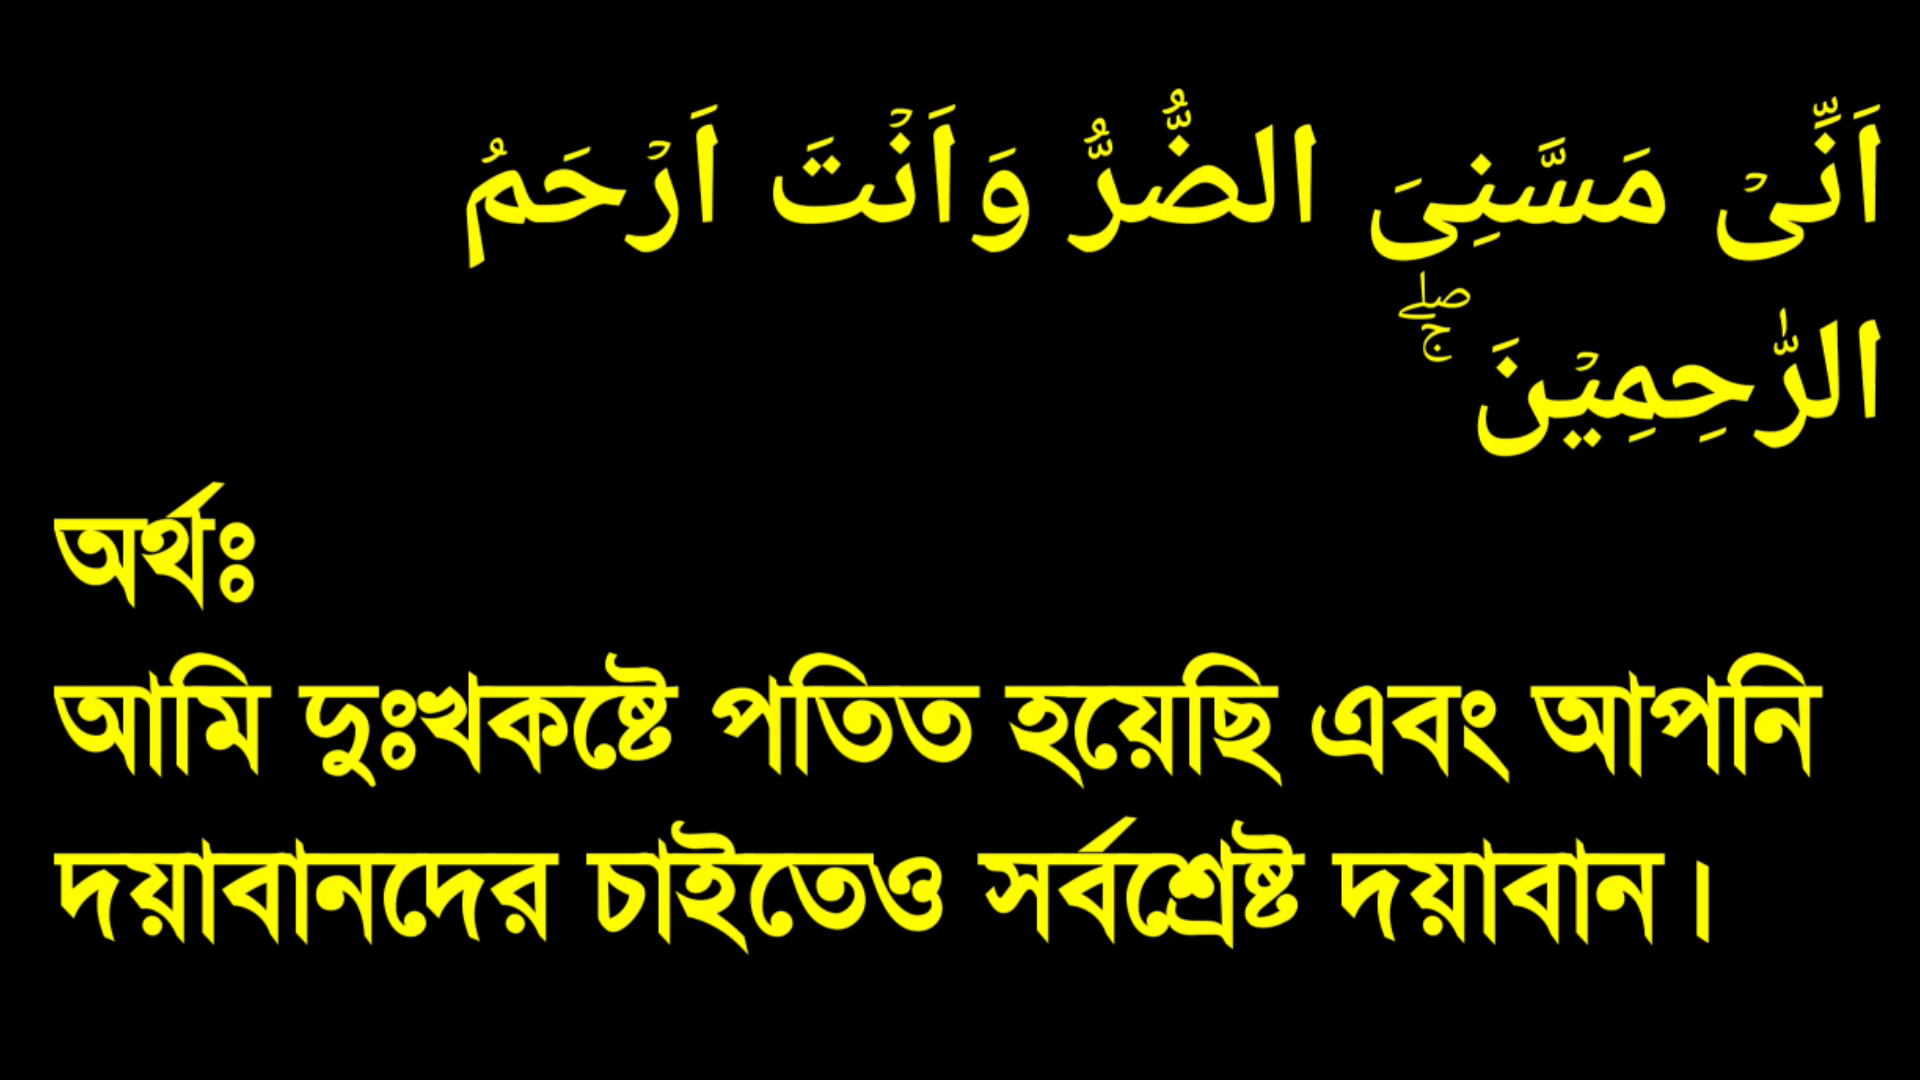 اَنِّىۡ مَسَّنِىَ الضُّرُّ وَاَنۡتَ اَرۡحَمُ
الرّٰحِمِيۡنَ ‌ۖ‌ۚ
অর্থঃ
আমি দুঃখকষ্টে পতিত হয়েছি এবং আপনি
দয়াবানদের চাইতেও সর্বশ্রেষ্ট দয়াবান।